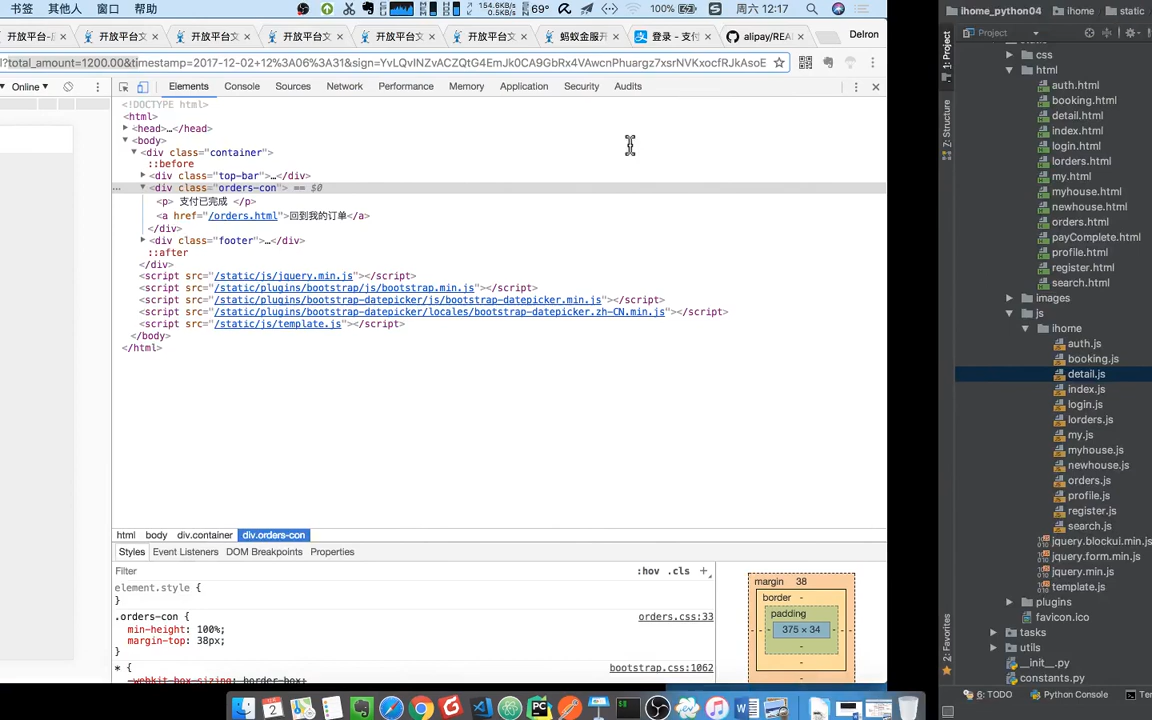 书签 其他人 窗口 帮助 154.6KB/s 0.5KB/s 69° 100% 周六 12:17
开放平台-应 × 开放平台文 × 开放平台文 × 开放平台文 × 开放平台文 × 开放平台文 × 蚂蚁金服开 × 登录 - 支付 × alipay/REA × Delron
l?total_amount=1200.00&timestamp=2017-12-02+12%3A06%3A31&sign=YvLQvINZvACZQtG4EmJk0CA9GbRx4VAwcnPhuargz7xsrNVKxocfRJkAsoE
Online ▾ Elements Console Sources Network Performance Memory Application Security Audits
<!DOCTYPE html>
<html>
<head>…</head>
<body>
<div class="container">
::before
<div class="top-bar">…</div>
<div class="orders-con"> == $0
<p> 支付已完成 </p>
<a href="/orders.html">回到我的订单</a>
</div>
<div class="footer">…</div>
::after
</div>
<script src="/static/js/jquery.min.js"></script>
<script src="/static/plugins/bootstrap/js/bootstrap.min.js"></script>
<script src="/static/plugins/bootstrap-datepicker/js/bootstrap-datepicker.min.js"></script>
<script src="/static/plugins/bootstrap-datepicker/locales/bootstrap-datepicker.zh-CN.min.js"></script>
<script src="/static/js/template.js"></script>
</body>
</html>
html body div.container div.orders-con
Styles Event Listeners DOM Breakpoints Properties
Filter :hov .cls +
element.style {
}
.orders-con { orders.css:33
min-height: 100%;
margin-top: 38px;
}
* { bootstrap.css:1062
-webkit-box-sizing: border-box;
margin 38
border -
padding
375 × 34
ihome_python04 ihome static
Project
1: Project
Z: Structure
2: Favorites
html
auth.html
booking.html
detail.html
index.html
login.html
lorders.html
my.html
myhouse.html
newhouse.html
orders.html
payComplete.html
profile.html
register.html
search.html
images
js
ihome
auth.js
booking.js
detail.js
index.js
login.js
lorders.js
my.js
myhouse.js
newhouse.js
orders.js
profile.js
register.js
search.js
jquery.blockui.min.js
jquery.form.min.js
jquery.min.js
template.js
plugins
favicon.ico
tasks
utils
__init__.py
constants.py
6: TODO Python Console Ter
css